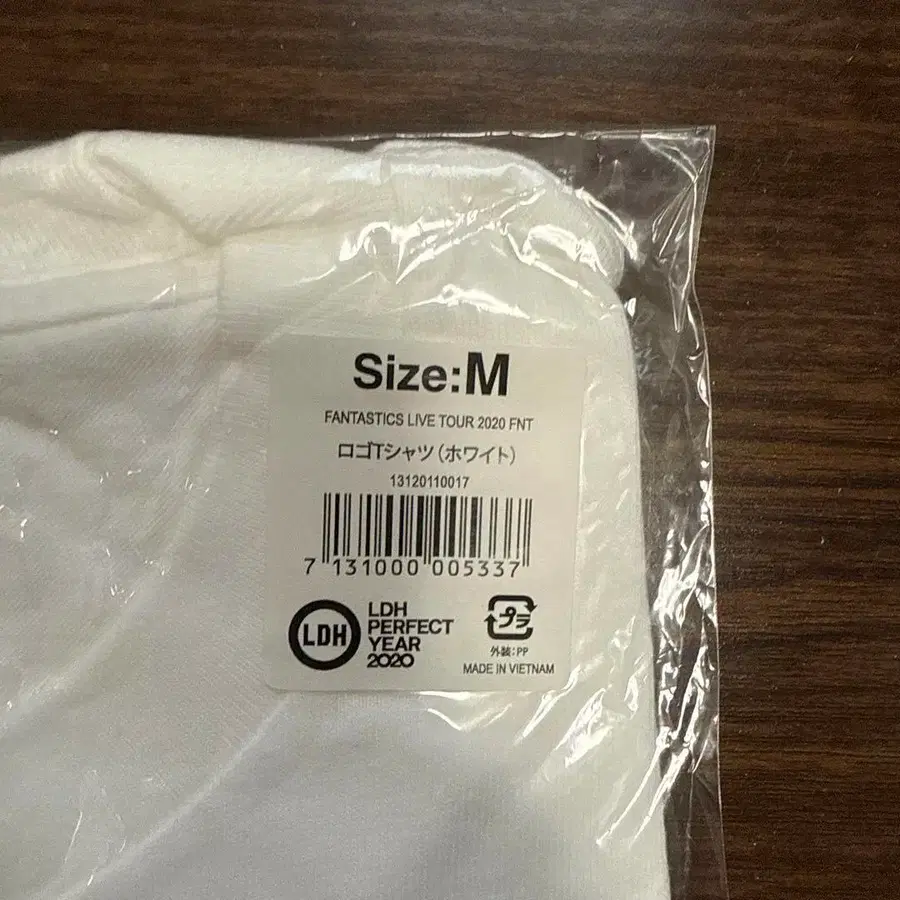 Size:M
FANTASTICS LIVE TOUR 2020 FNT
ロゴTシャツ(ホワイト)
13120110017
7 131000 005337
LDH
LDH
PERFECT
YEAR
2020
プラ
外装:PP
MADE IN VIETNAM